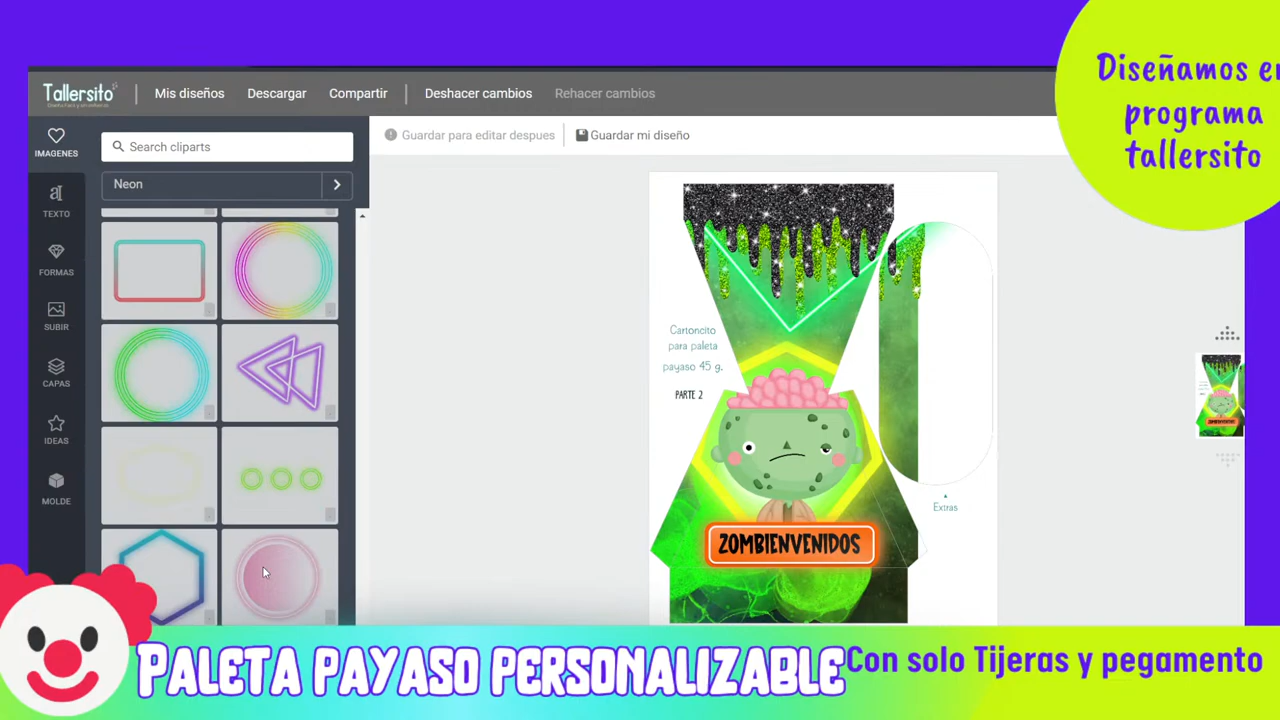 Diseñamos en
programa
tallersito
Tallersito
Mis diseños
Descargar
Compartir
Deshacer cambios
Rehacer cambios
IMAGENES
Search cliparts
Guardar para editar despues
Guardar mi diseño
Neon
TEXTO
FORMAS
SUBIR
CAPAS
IDEAS
MOLDE
Cartoncito
para paleta
payaso 45 g.
PARTE 2
ZOMBIENVENIDOS
Extras
PALETA PAYASO PERSONALIZABLE
Con solo Tijeras y pegamento